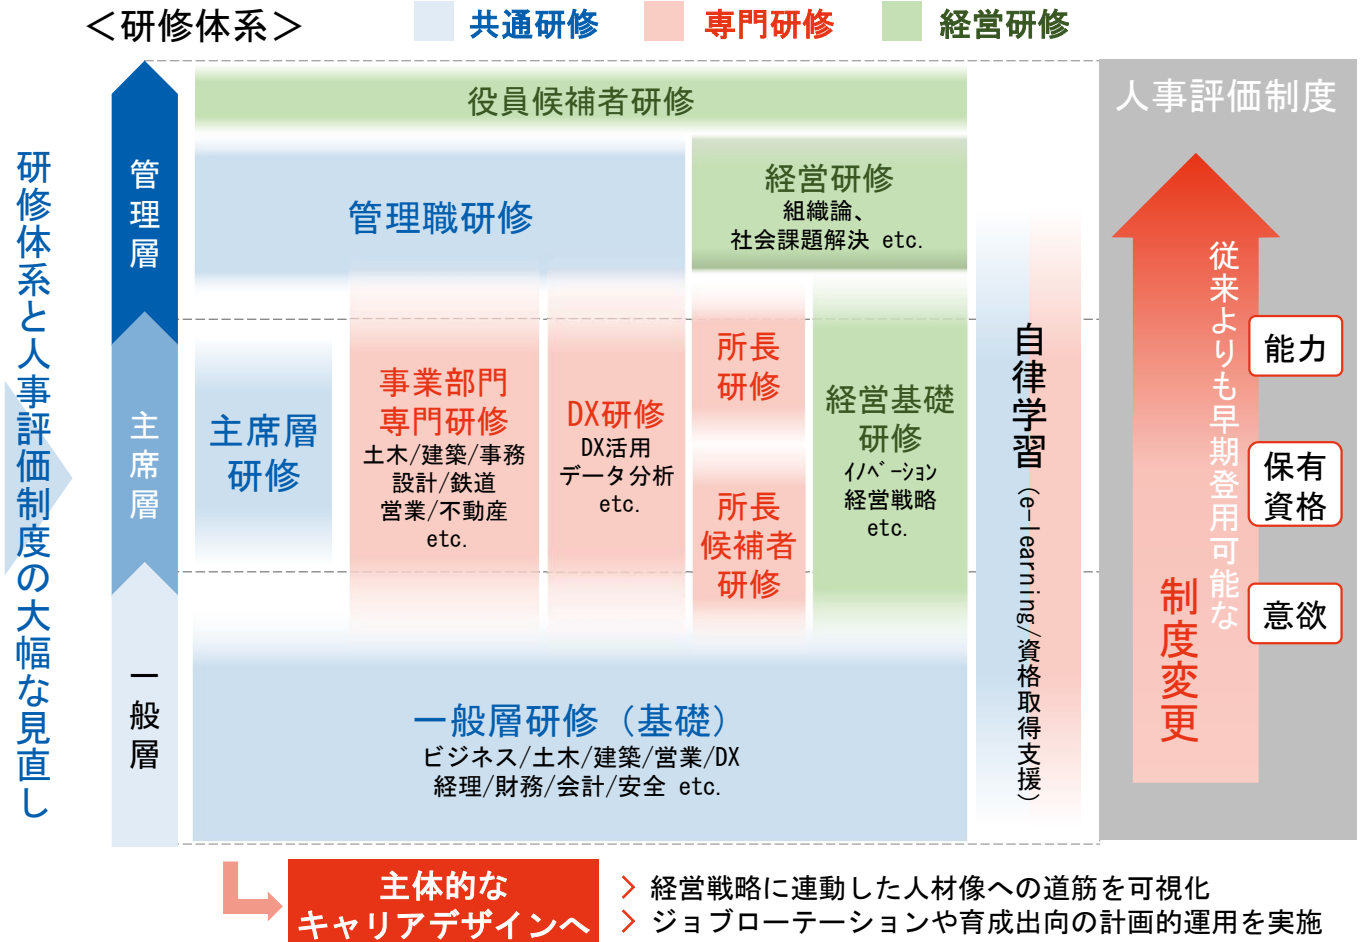 ＜研修体系＞
共通研修
専門研修
経営研修
研修体系と人事評価制度の大幅な見直し
管理層
主席層
一般層
役員候補者研修
管理職研修
経営研修
組織論、
社会課題解決 etc.
主席層
研修
事業部門
専門研修
土木/建築/事務
設計/鉄道
営業/不動産
etc.
DX研修
DX活用
データ分析
etc.
所長
研修
所長
候補者
研修
経営基礎
研修
ｲﾉﾍﾞｰｼｮﾝ
経営戦略
etc.
一般層研修（基礎）
ビジネス/土木/建築/営業/DX
経理/財務/会計/安全 etc.
自律学習（e-learning/資格取得支援）
人事評価制度
従来よりも早期登用可能な
制度変更
能力
保有
資格
意欲
主体的な
キャリアデザインへ
＞ 経営戦略に連動した人材像への道筋を可視化
＞ ジョブローテーションや育成出向の計画的運用を実施